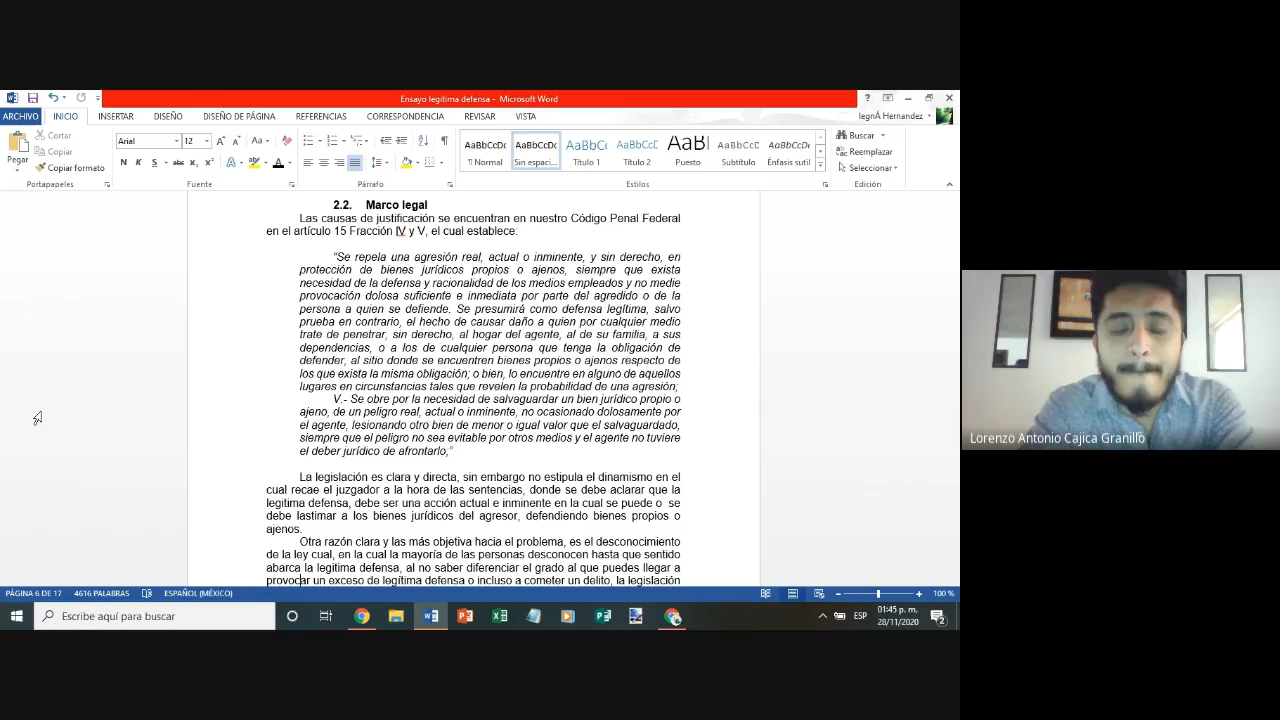 Ensayo legitima defensa - Microsoft Word
ARCHIVO INICIO INSERTAR DISEÑO DISEÑO DE PÁGINA REFERENCIAS CORRESPONDENCIA REVISAR VISTA
Pegar
Cortar
Copiar
Copiar formato
Portapapeles
Arial 12
Fuente
Párrafo
AaBbCcDc AaBbCcDc AaBbC AaBbCcD AaBl AaBbCcD AaBbCcDc
¶ Normal Sin espaci... Título 1 Título 2 Puesto Subtítulo Énfasis sutil
Estilos
Buscar
Reemplazar
Seleccionar
Edición
2.2. Marco legal
Las causas de justificación se encuentran en nuestro Código Penal Federal
en el artículo 15 Fracción IV y V, el cual establece:
“Se repela una agresión real, actual o inminente, y sin derecho, en
protección de bienes jurídicos propios o ajenos, siempre que exista
necesidad de la defensa y racionalidad de los medios empleados y no medie
provocación dolosa suficiente e inmediata por parte del agredido o de la
persona a quien se defiende. Se presumirá como defensa legítima, salvo
prueba en contrario, el hecho de causar daño a quien por cualquier medio
trate de penetrar, sin derecho, al hogar del agente, al de su familia, a sus
dependencias, o a los de cualquier persona que tenga la obligación de
defender, al sitio donde se encuentren bienes propios o ajenos respecto de
los que exista la misma obligación; o bien, lo encuentre en alguno de aquellos
lugares en circunstancias tales que revelen la probabilidad de una agresión;
V.- Se obre por la necesidad de salvaguardar un bien jurídico propio o
ajeno, de un peligro real, actual o inminente, no ocasionado dolosamente por
el agente, lesionando otro bien de menor o igual valor que el salvaguardado,
siempre que el peligro no sea evitable por otros medios y el agente no tuviere
el deber jurídico de afrontarlo,”
La legislación es clara y directa, sin embargo no estipula el dinamismo en el
cual recae el juzgador a la hora de las sentencias, donde se debe aclarar que la
legitima defensa, debe ser una acción actual e inminente en la cual se puede o se
debe lastimar a los bienes jurídicos del agresor, defendiendo bienes propios o
ajenos.
Otra razón clara y las más objetiva hacia el problema, es el desconocimiento
de la ley cual, en la cual la mayoría de las personas desconocen hasta que sentido
abarca la legitima defensa, al no saber diferenciar el grado al que puedes llegar a
provocar un exceso de legítima defensa o incluso a cometer un delito, la legislación
PÁGINA 6 DE 17 4616 PALABRAS ESPAÑOL (MÉXICO) 100 %
Escribe aquí para buscar
ESP
01:45 p. m.
28/11/2020
2
Lorenzo Antonio Cajica Granillo